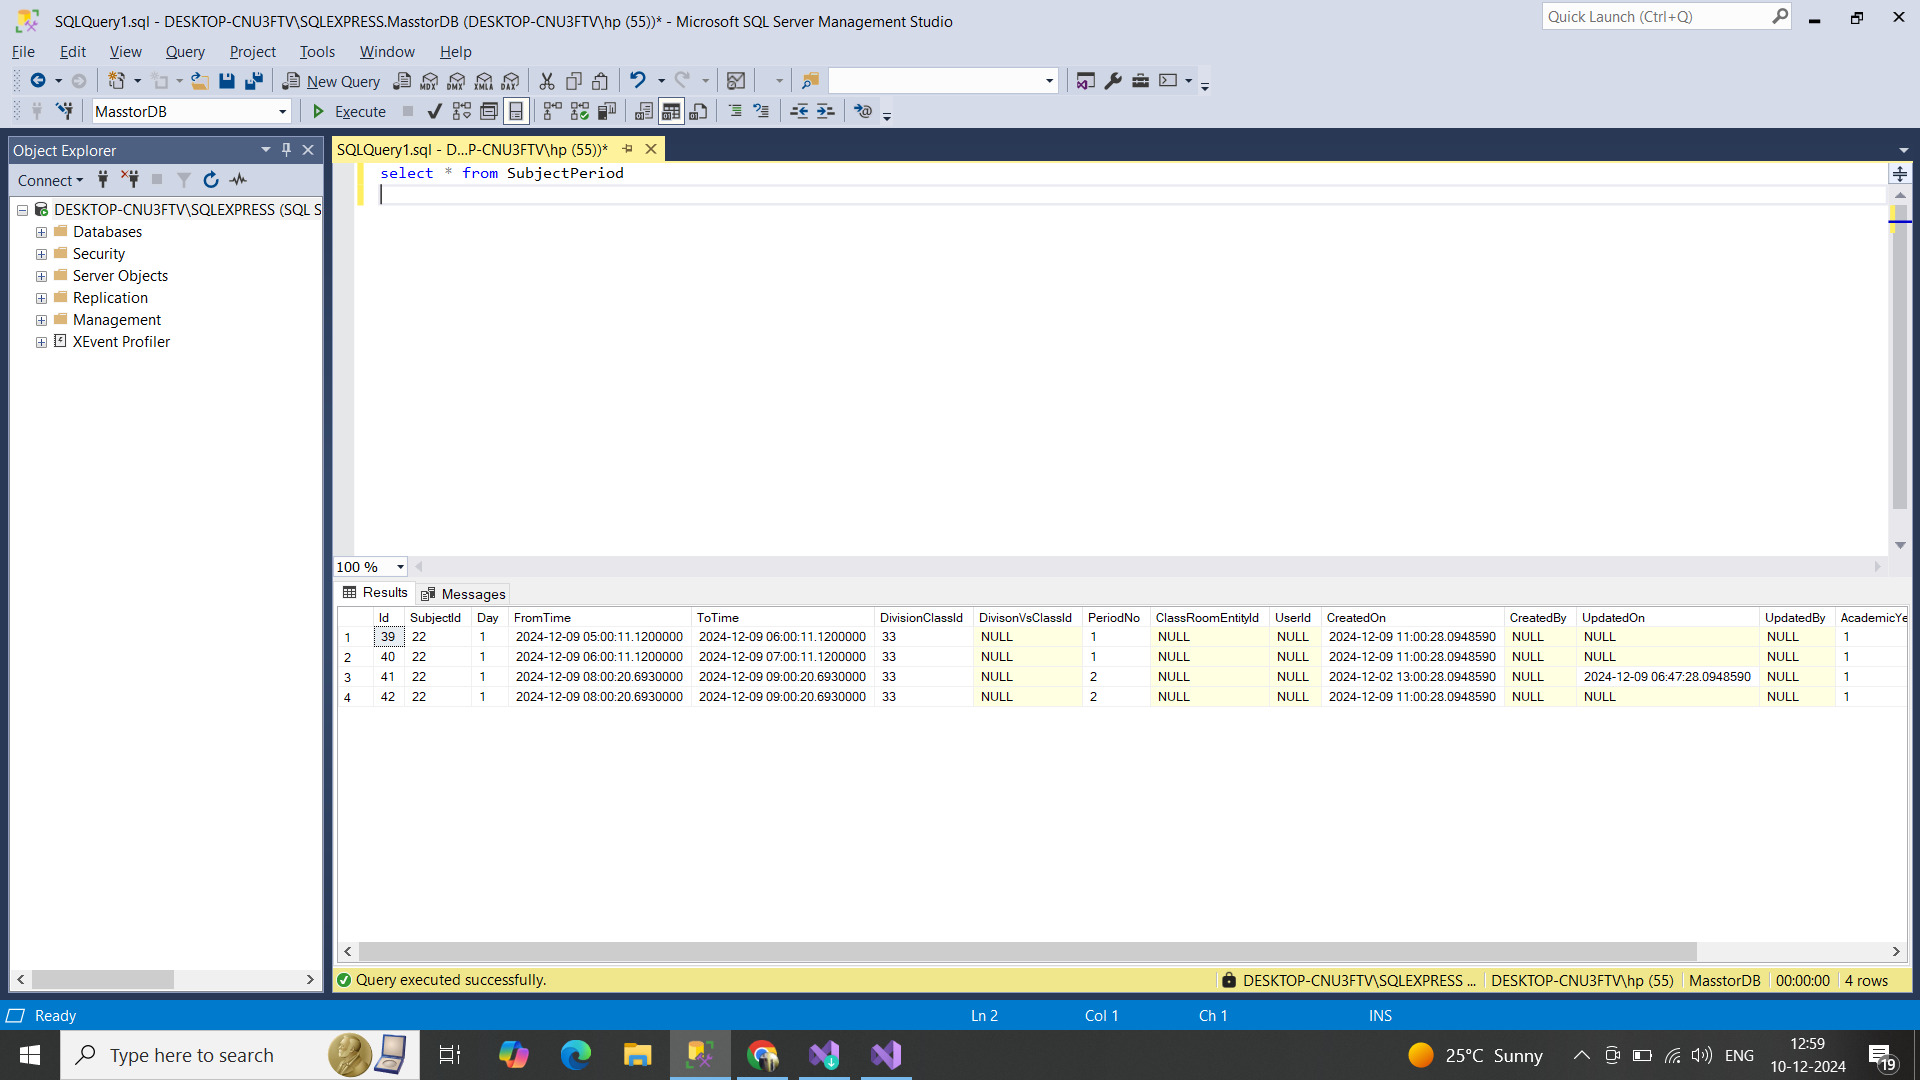 SQLQuery1.sql - DESKTOP-CNU3FTV\SQLEXPRESS.MasstorDB (DESKTOP-CNU3FTV\hp (55))* - Microsoft SQL Server Management Studio
Quick Launch (Ctrl+Q)
File Edit View Query Project Tools Window Help
New Query MDX DMX XMLA DAX
MasstorDB Execute
Object Explorer
SQLQuery1.sql - D...P-CNU3FTV\hp (55))*
Connect
DESKTOP-CNU3FTV\SQLEXPRESS (SQL S
Databases
Security
Server Objects
Replication
Management
XEvent Profiler
select * from SubjectPeriod
100 %
Results Messages
Id SubjectId Day FromTime ToTime DivisionClassId DivisonVsClassId PeriodNo ClassRoomEntityId UserId CreatedOn CreatedBy UpdatedOn UpdatedBy AcademicYe
1 39 22 1 2024-12-09 05:00:11.1200000 2024-12-09 06:00:11.1200000 33 NULL 1 NULL NULL 2024-12-09 11:00:28.0948590 NULL NULL NULL 1
2 40 22 1 2024-12-09 06:00:11.1200000 2024-12-09 07:00:11.1200000 33 NULL 1 NULL NULL 2024-12-09 11:00:28.0948590 NULL NULL NULL 1
3 41 22 1 2024-12-09 08:00:20.6930000 2024-12-09 09:00:20.6930000 33 NULL 2 NULL NULL 2024-12-02 13:00:28.0948590 NULL 2024-12-09 06:47:28.0948590 NULL 1
4 42 22 1 2024-12-09 08:00:20.6930000 2024-12-09 09:00:20.6930000 33 NULL 2 NULL NULL 2024-12-09 11:00:28.0948590 NULL NULL NULL 1
Query executed successfully. DESKTOP-CNU3FTV\SQLEXPRESS ... DESKTOP-CNU3FTV\hp (55) MasstorDB 00:00:00 4 rows
Ready Ln 2 Col 1 Ch 1 INS
Type here to search
25°C Sunny
ENG
12:59
10-12-2024
19